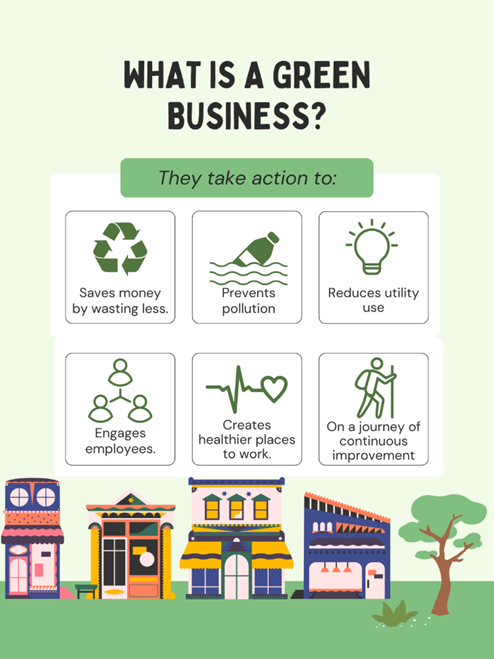 WHAT IS A GREEN
BUSINESS?
They take action to:
Saves money
by wasting less.
Prevents
pollution
Reduces utility
use
Engages
employees.
Creates
healthier places
to work.
On a journey of
continuous
improvement